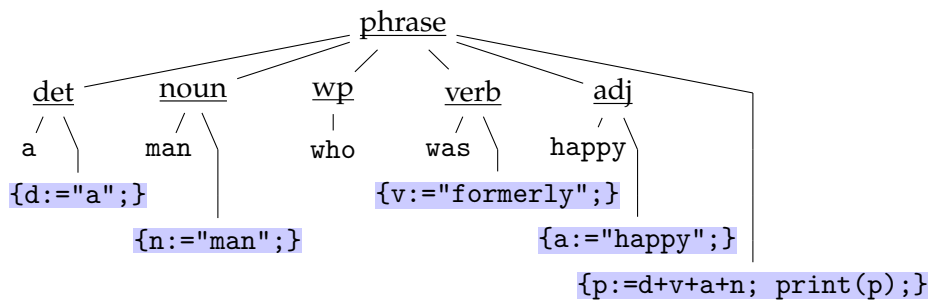 phrase
det noun wp verb adj
a man who was happy
{d:="a";} {v:="formerly";}
{n:="man";} {a:="happy";}
{p:=d+v+a+n; print(p);}